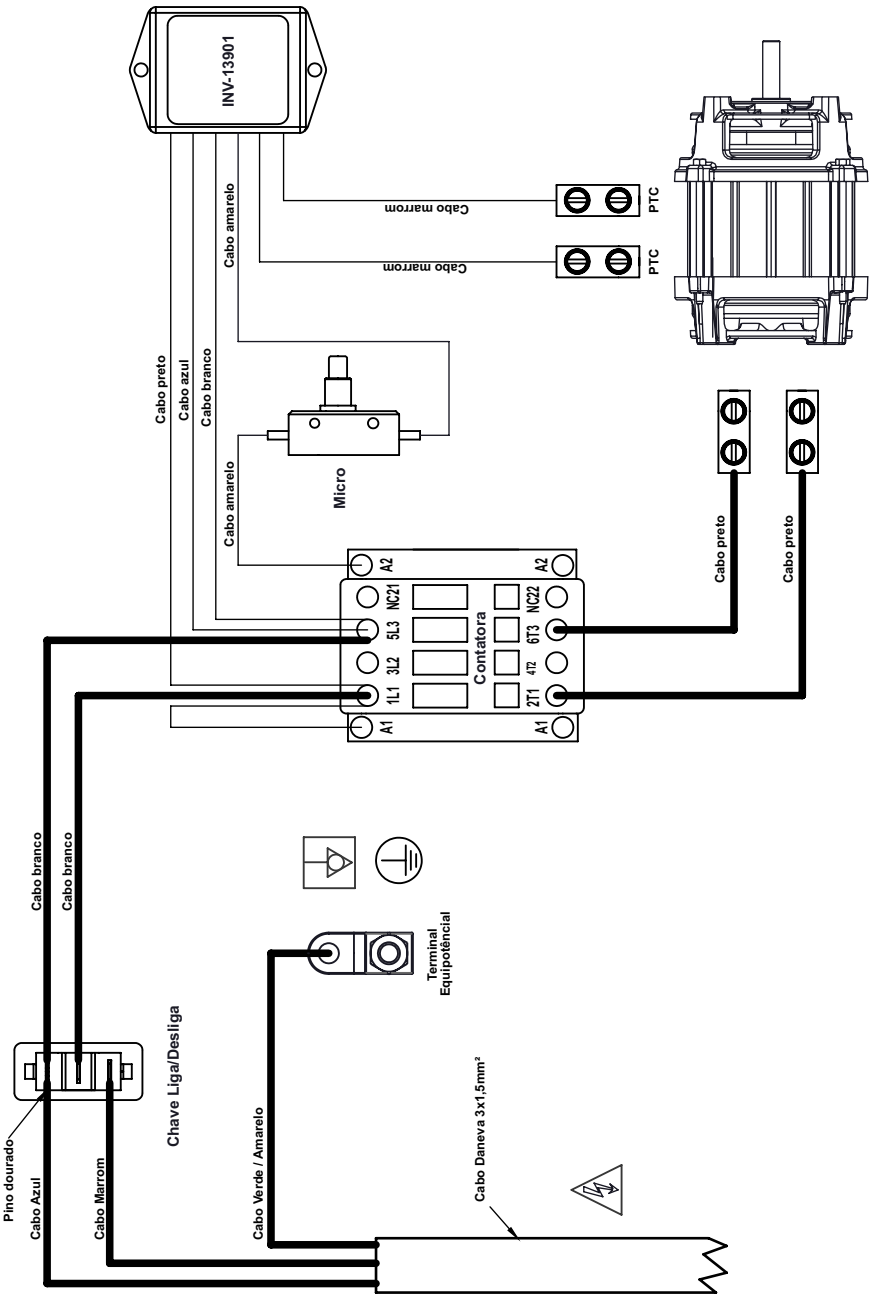 Pino dourado
Cabo Azul
Cabo branco
Cabo branco
Cabo Marrom
Chave Liga/Desliga
Cabo preto
Cabo azul
Cabo branco
Cabo amarelo
INV-13901
Cabo Verde / Amarelo
Cabo amarelo
Micro
A1
1L1
3L2
5L3
NC21
A2
Contatora
A1
2T1
4T2
6T3
NC22
A2
Cabo marrom
Cabo marrom
Terminal
Equipotêncial
Cabo Daneva 3x1,5mm²
PTC
PTC
Cabo preto
Cabo preto